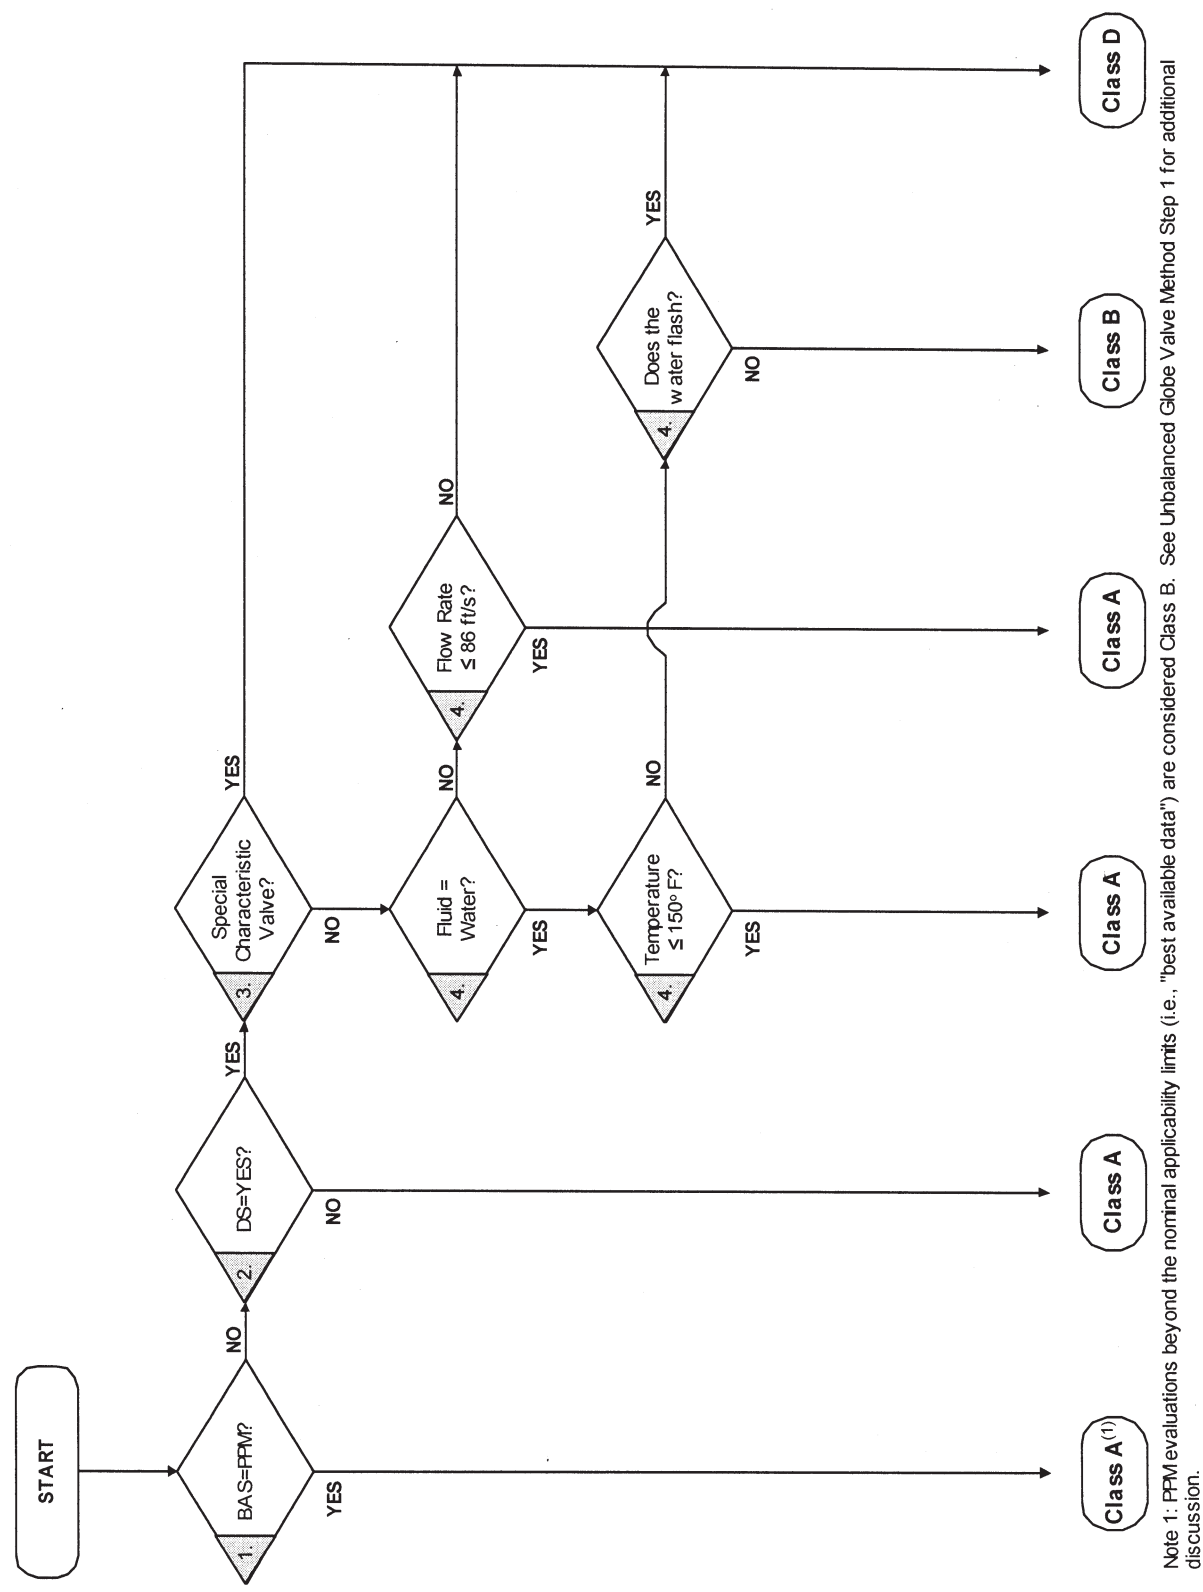 START
1.
BAS=PPM?
NO
YES
2.
DS=YES?
YES
NO
3.
Special
Characteristic
Valve?
YES
NO
4.
Fluid =
Water?
NO
YES
4.
Flow Rate
≤ 86 ft/s?
NO
YES
4.
Temperature
≤ 150° F?
NO
YES
4.
Does the
water flash?
YES
NO
Class A(1)
Class A
Class A
Class A
Class B
Class D
Note 1: PPM evaluations beyond the nominal applicability limits (i.e., "best available data") are considered Class B. See Unbalanced Globe Valve Method Step 1 for additional
discussion.